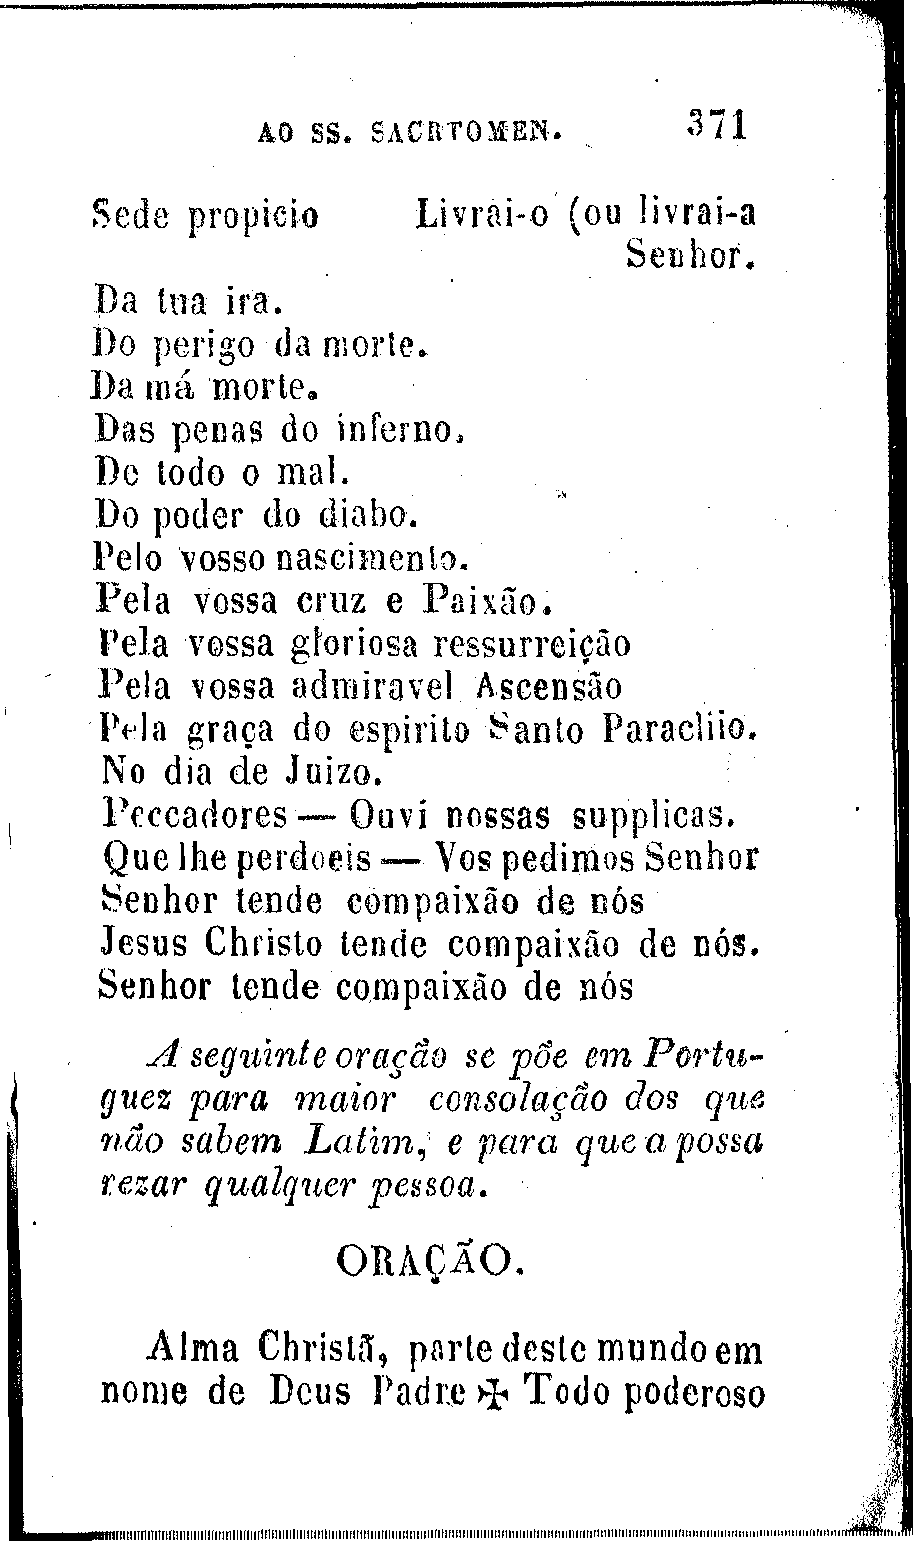 AO SS. SACRTOMEN. 371
Sede propicio Livrai-o (ou livrai-a
Senhor.
Da tua ira.
Do perigo da morte.
Da má morte.
Das penas do inferno.
De todo o mal.
Do poder do diabo.
Pelo vosso nascimento.
Pela vossa cruz e Paixão.
Pela vossa gloriosa ressurreição
Pela vossa admiravel Ascensão
Pela graça do espirito Santo Paraclito.
No dia de Juizo.
Peccadores — Ouvi nossas supplicas.
Que lhe perdoeis — Vos pedimos Senhor
Senhor tende compaixão de nós
Jesus Christo tende compaixão de nós.
Senhor tende compaixão de nós
A seguinte oração se põe em Portu-
guez para maior consolação dos que
não sabem Latim, e para que a possa
rezar qualquer pessoa.
ORAÇÃO.
Alma Christã, parte deste mundo em
nome de Deus Padre ✠ Todo poderoso